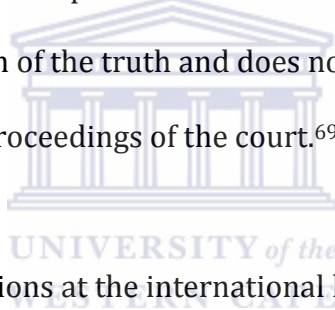 n of the truth and does no
roceedings of the court.69
UNIVERSITY of the
ions at the international l
WESTERN CAPE